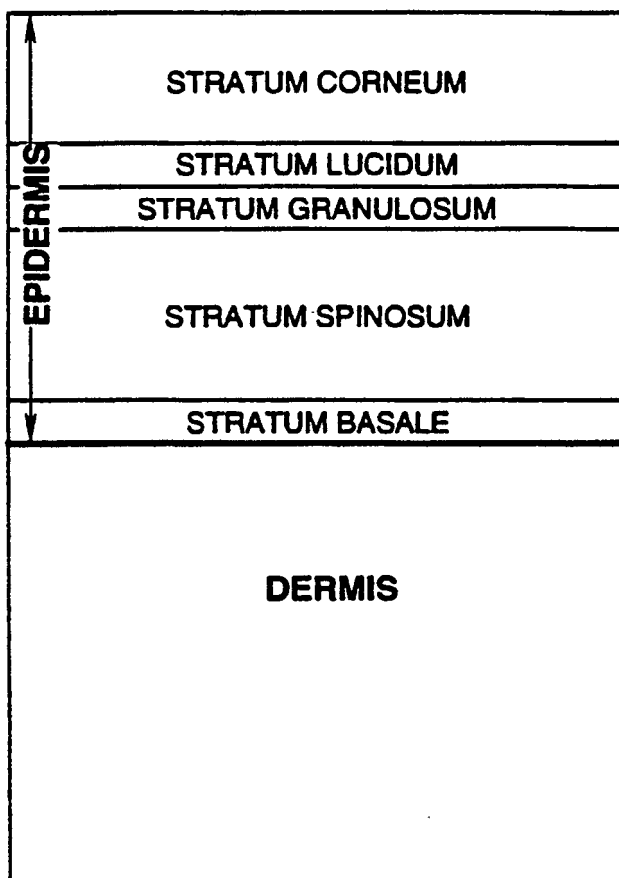 STRATUM CORNEUM
STRATUM LUCIDUM
STRATUM GRANULOSUM
EPIDERMIS
STRATUM SPINOSUM
STRATUM BASALE
DERMIS